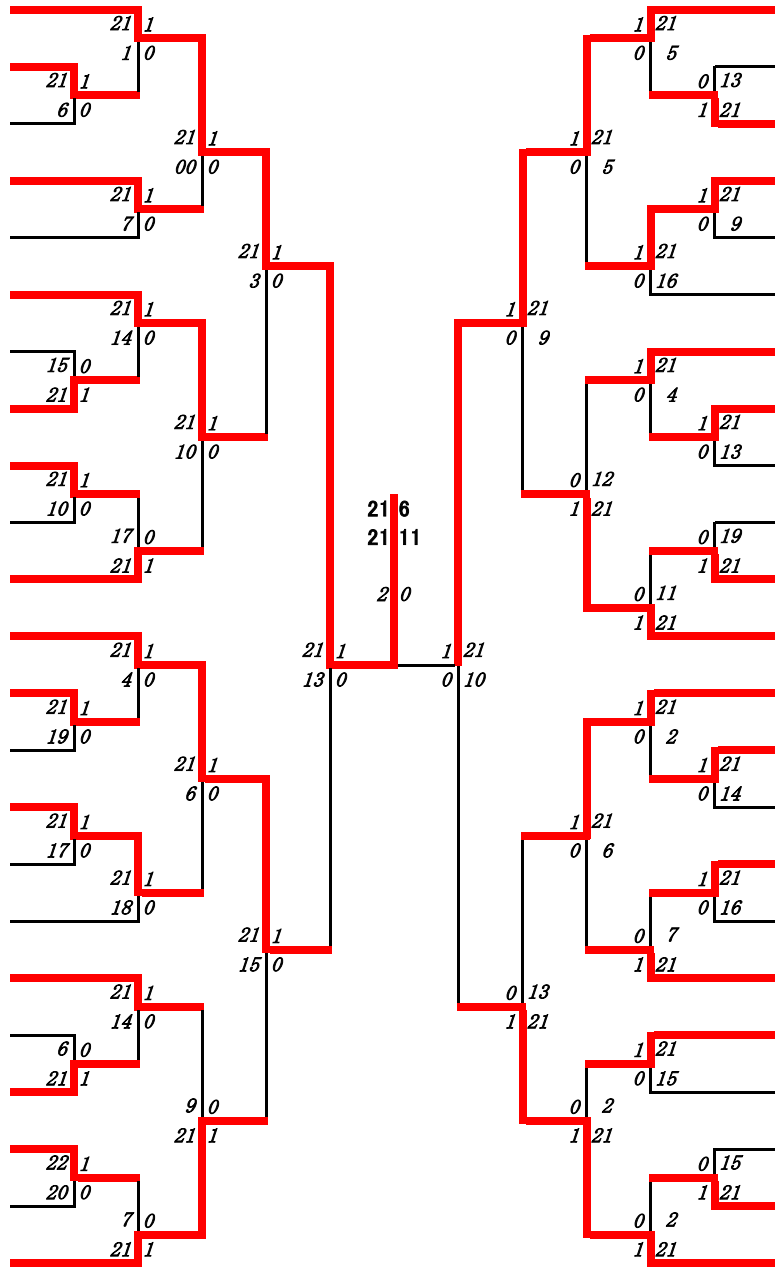 21 1 1 21
1 0 0 5
21 1 0 13
6 0 1 21
21 1 1 21
00 0 0 5
21 1 1 21
7 0 0 9
21 1 1 21
3 0 0 16
21 1 1 21
14 0 0 9
15 0 1 21
21 1 0 4
21 1 1 21
10 0 0 13
21 1 0 12
10 0 21 6 1 21
17 0 21 11 0 19
21 1 1 21
2 0 0 11
1 21
21 1 21 1 1 21
4 0 13 0 0 10
21 1 1 21
19 0 0 2
21 1 1 21
6 0 0 14
21 1 1 21
17 0 0 6
21 1 1 21
18 0 0 16
21 1 0 7
15 0 1 21
21 1 0 13
14 0 1 21
6 0 1 21
21 1 0 15
9 0 0 2
21 1 1 21
22 1 0 15
20 0 1 21
7 0 0 2
21 1 1 21